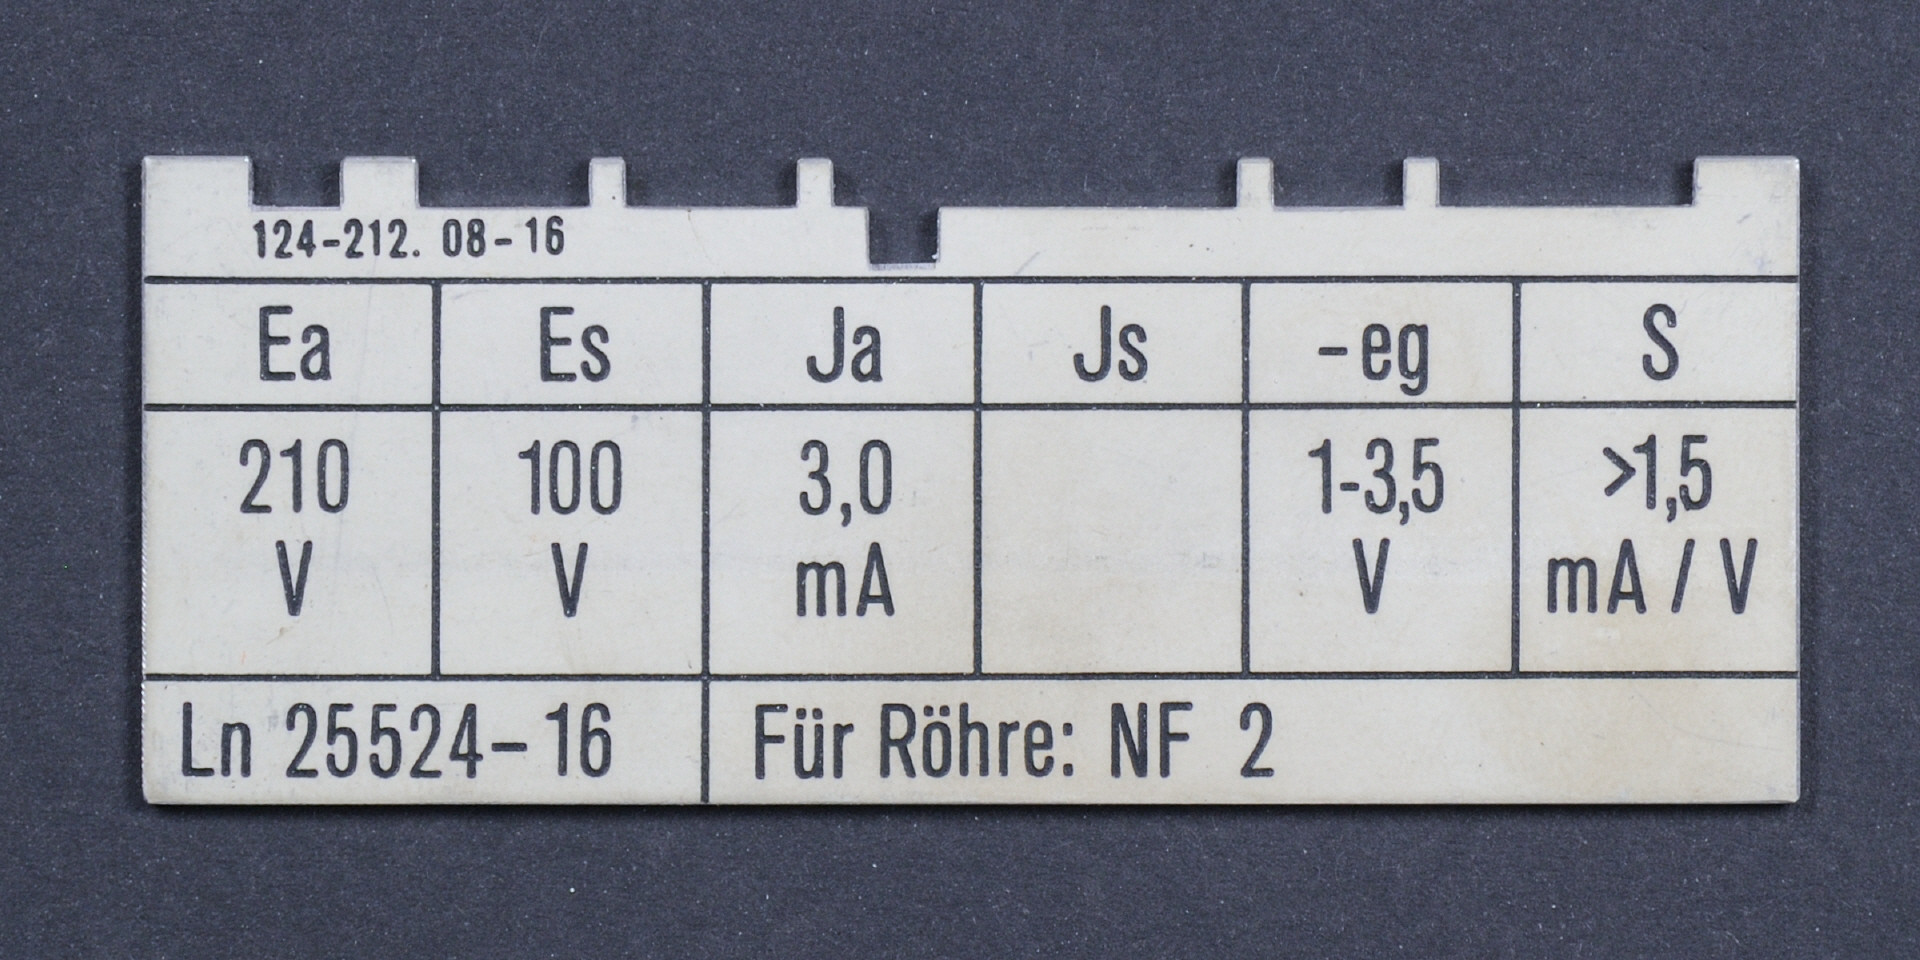 124-212. 08-16
Ea Es Ja Js -eg S
210 100 3,0 1-3,5 >1,5
V V mA V mA / V
Ln 25524-16 Für Röhre: NF 2